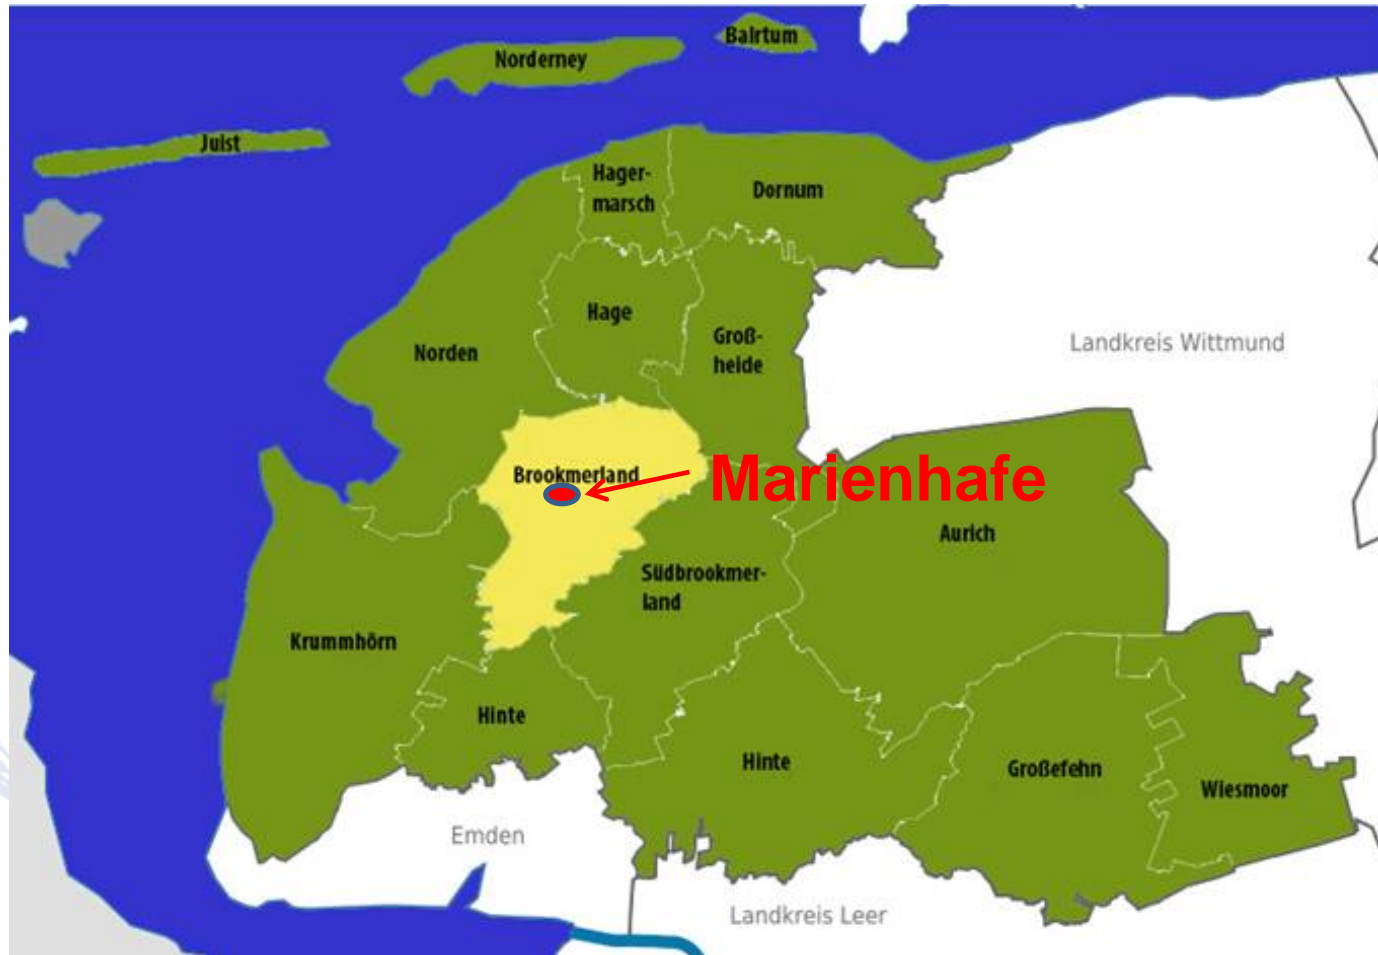 Balrtum
Norderney
Juist
Hager-
marsch
Dornum
Hage
Norden
Groß-
heide
Landkreis Wittmund
Brookmerland
Marienhafe
Aurich
Südbrookmer-
land
Krummhörn
Hinte
Hinte
Großefehn
Wiesmoor
Emden
Landkreis Leer